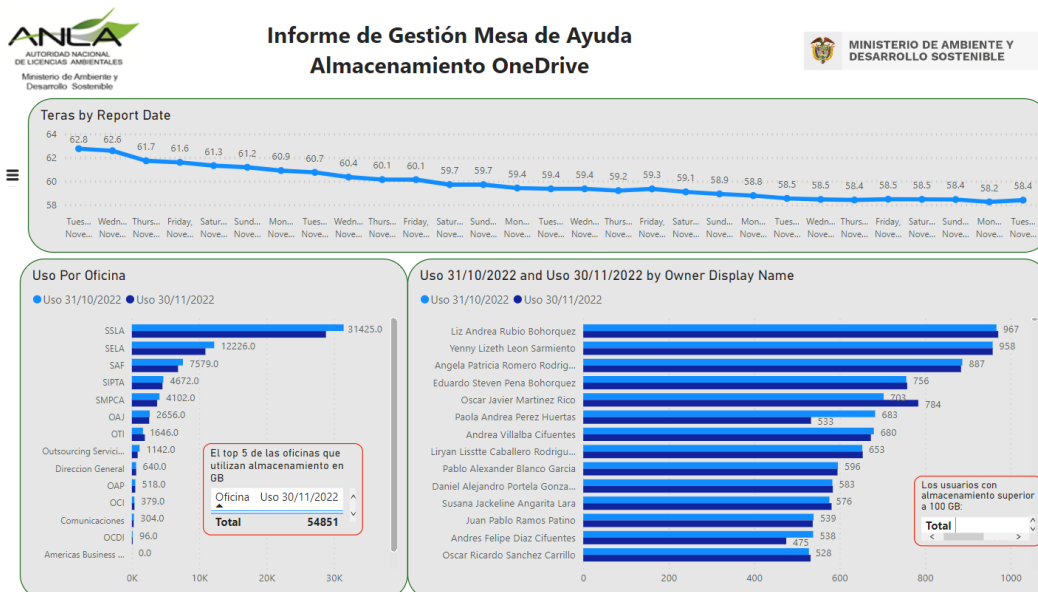 ANLA
AUTORIDAD NACIONAL
DE LICENCIAS AMBIENTALES
Ministerio de Ambiente y
Desarrollo Sostenible
Informe de Gestión Mesa de Ayuda
Almacenamiento OneDrive
MINISTERIO DE AMBIENTE Y
DESARROLLO SOSTENIBLE
Teras by Report Date
64
62
60
58
62.8 62.6 61.7 61.6 61.3 61.2 60.9 60.7 60.4 60.1 60.1 59.7 59.7 59.4 59.4 59.4 59.2 59.3 59.1 58.9 58.8 58.5 58.5 58.4 58.5 58.5 58.4 58.2 58.4
Tues... Wedn... Thurs... Friday, Satur... Sund... Mon... Tues... Wedn... Thurs... Friday, Satur... Sund... Mon... Tues... Wedn... Thurs... Friday, Satur... Sund... Mon... Tues... Wedn... Thurs... Friday, Satur... Sund... Mon... Tues...
Nove... Nove... Nove... Nove... Nove... Nove... Nove... Nove... Nove... Nove... Nove... Nove... Nove... Nove... Nove... Nove... Nove... Nove... Nove... Nove... Nove... Nove... Nove... Nove... Nove... Nove... Nove... Nove... Nove...
Uso Por Oficina
Uso 31/10/2022 Uso 30/11/2022
SSLA 31425.0
SELA 12226.0
SAF 7579.0
SIPTA 4672.0
SMPCA 4102.0
OAJ 2656.0
OTI 1646.0
Outsourcing Servici... 1142.0
Direccion General 640.0
OAP 518.0
OCI 379.0
Comunicaciones 304.0
OCDI 96.0
Americas Business ... 0.0
0K 10K 20K 30K
El top 5 de las oficinas que
utilizan almacenamiento en
GB
Oficina Uso 30/11/2022
Total 54851
Uso 31/10/2022 and Uso 30/11/2022 by Owner Display Name
Uso 31/10/2022 Uso 30/11/2022
Liz Andrea Rubio Bohorquez 967
Yenny Lizeth Leon Sarmiento 958
Angela Patricia Romero Rodrig... 887
Eduardo Steven Pena Bohorquez 756
Oscar Javier Martinez Rico 703 784
Paola Andrea Perez Huertas 683 533
Andrea Villalba Cifuentes 680
Liryan Lisstte Caballero Rodrigu... 653
Pablo Alexander Blanco Garcia 596
Daniel Alejandro Portela Gonza... 583
Susana Jackeline Angarita Lara 576
Juan Pablo Ramos Patino 539
Andres Felipe Diaz Cifuentes 538 475
Oscar Ricardo Sanchez Carrillo 528
0 200 400 600 800 1000
Los usuarios con
almacenamiento superior
a 100 GB:
Total